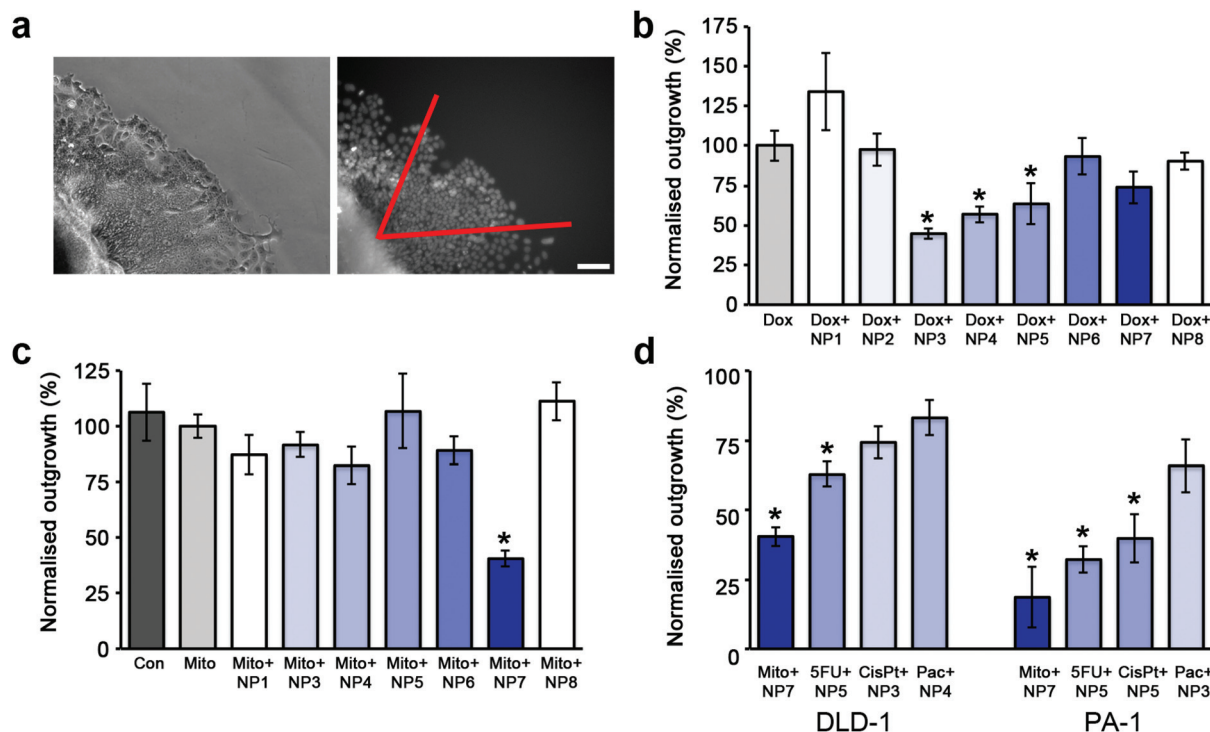 a
b
Normalised outgrowth (%)
175
150
125
100
75
50
25
0
*
*
*
Dox
Dox+
NP1
Dox+
NP2
Dox+
NP3
Dox+
NP4
Dox+
NP5
Dox+
NP6
Dox+
NP7
Dox+
NP8
c
Normalised outgrowth (%)
125
100
75
50
25
0
*
Con
Mito
Mito+
NP1
Mito+
NP3
Mito+
NP4
Mito+
NP5
Mito+
NP6
Mito+
NP7
Mito+
NP8
d
Normalised outgrowth (%)
100
75
50
25
0
*
*
*
*
*
Mito+
NP7
5FU+
NP5
CisPt+
NP3
Pac+
NP4
DLD-1
Mito+
NP7
5FU+
NP5
CisPt+
NP5
Pac+
NP3
PA-1